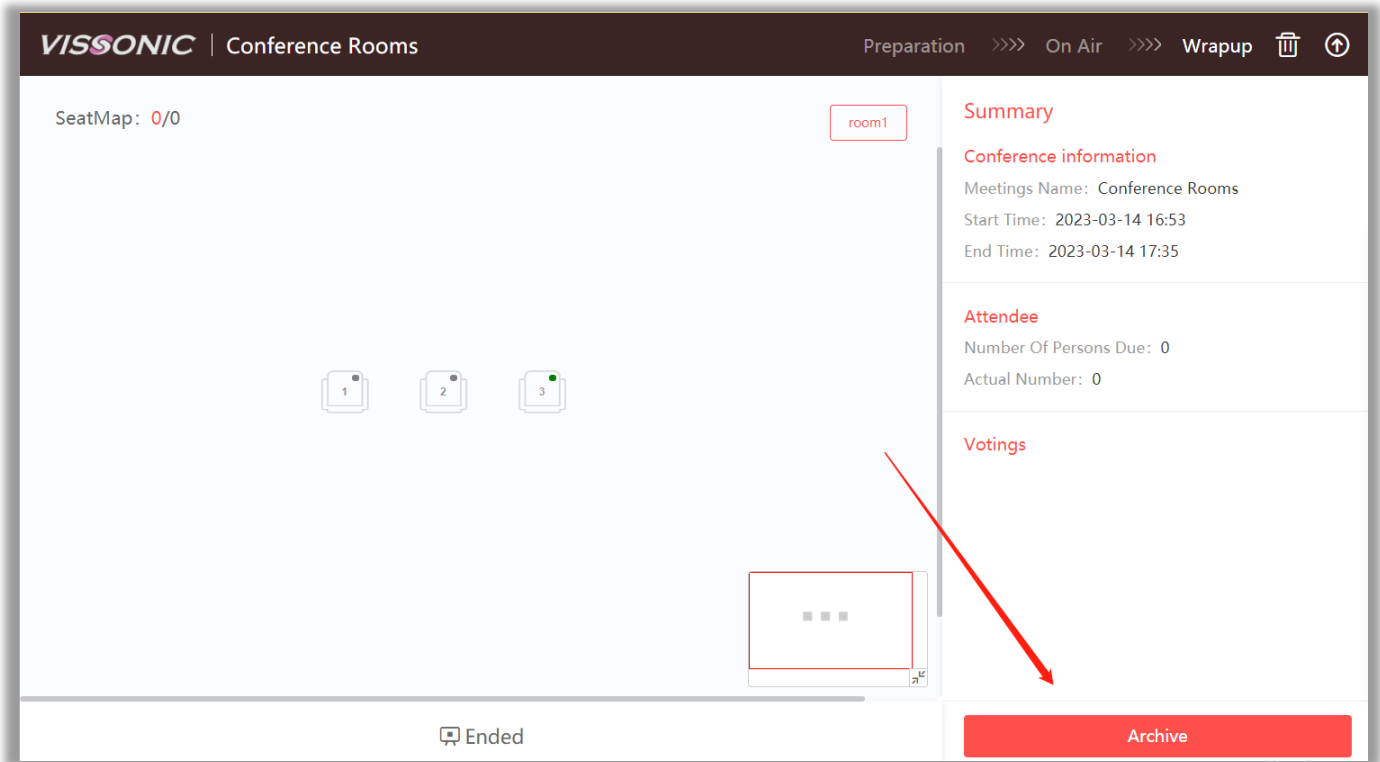 VISSONIC | Conference Rooms
Preparation >>>> On Air >>>> Wrapup
SeatMap: 0/0
room1
1 2 3
Ended
Summary
Conference information
Meetings Name: Conference Rooms
Start Time: 2023-03-14 16:53
End Time: 2023-03-14 17:35
Attendee
Number Of Persons Due: 0
Actual Number: 0
Votings
Archive